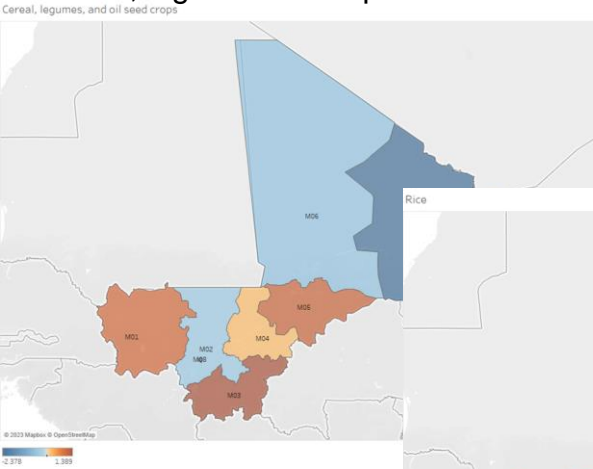 Cereal, legumes, and oil seed crops
M06
Rice
M05
M01
M04
M02
M08
M03
© 2023 Mapbox © OpenStreetMap
-2.378 1.389